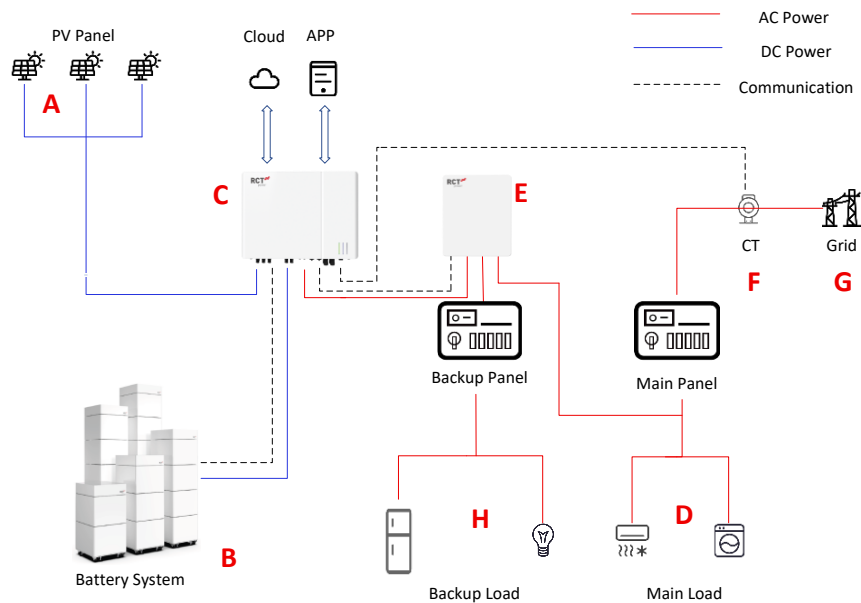 PV Panel
Cloud
APP
AC Power
DC Power
Communication
A
C
RCT
E
RCT
CT
Grid
F
G
Backup Panel
Main Panel
H
D
B
Battery System
Backup Load
Main Load